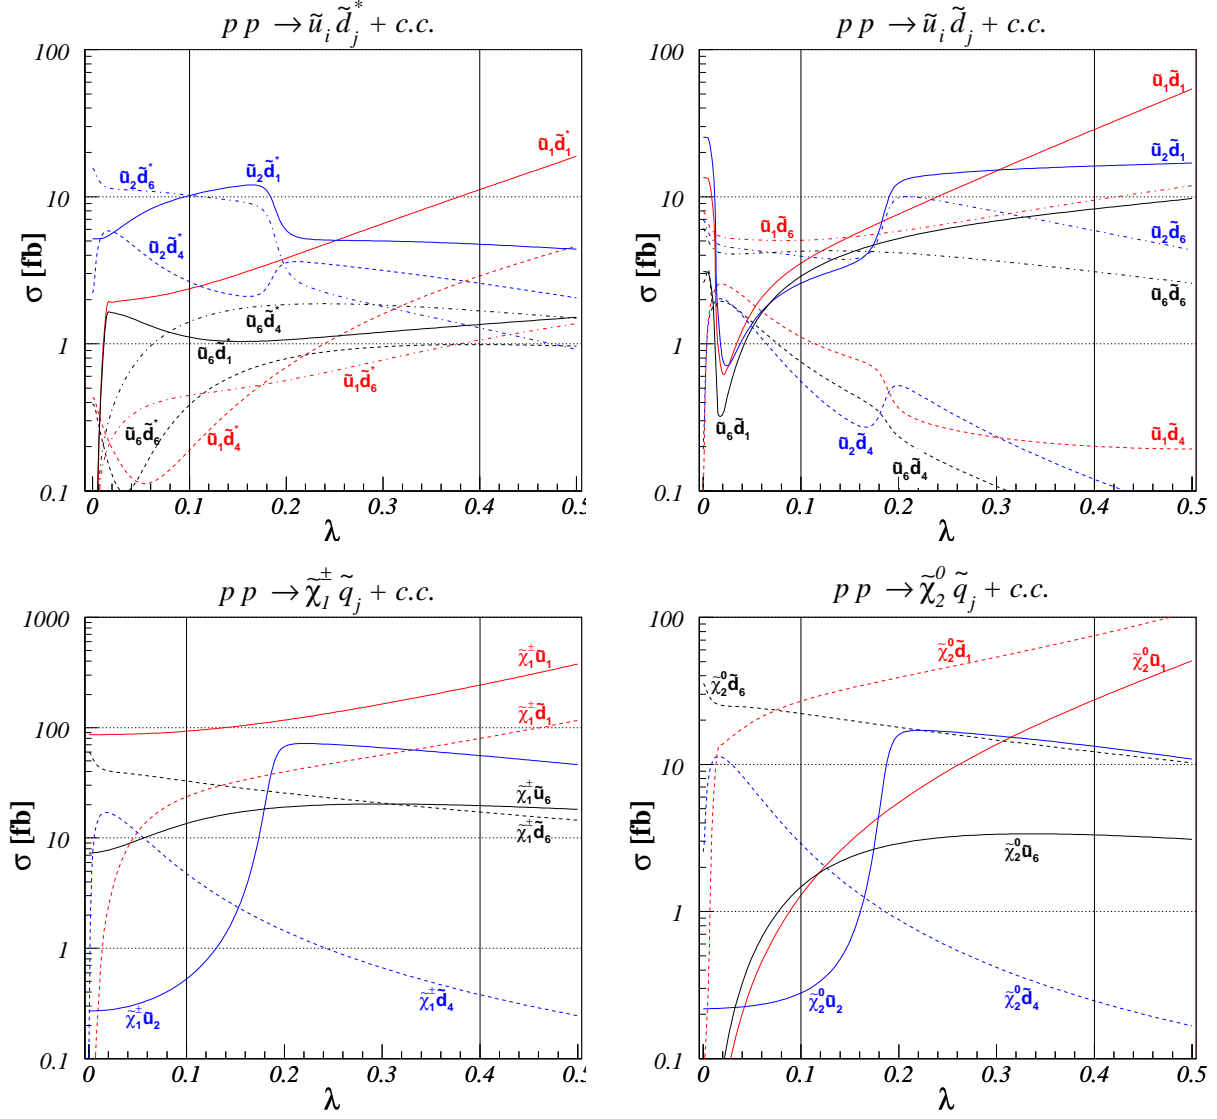 p p → ũ_i d̃_j^* + c.c.
100
10
1
0.1
σ [fb]
ũ_1d̃_1^*
ũ_2d̃_6^*
ũ_2d̃_1^*
ũ_2d̃_4^*
ũ_6d̃_4^*
ũ_6d̃_1^*
ũ_1d̃_6^*
ũ_6d̃_6^*
ũ_1d̃_4^*
0 0.1 0.2 0.3 0.4 0.5
λ
p p → ũ_i d̃_j + c.c.
100
10
1
0.1
σ [fb]
ũ_1d̃_1
ũ_2d̃_1
ũ_1d̃_6
ũ_2d̃_6
ũ_6d̃_6
ũ_6d̃_1
ũ_2d̃_4
ũ_1d̃_4
ũ_6d̃_4
0 0.1 0.2 0.3 0.4 0.5
λ
p p → χ̃_1^± q̃_j + c.c.
1000
100
10
1
0.1
σ [fb]
χ̃_1^±ũ_1
χ̃_1^±d̃_1
χ̃_1^±ũ_6
χ̃_1^±d̃_6
χ̃_1^±ũ_2
χ̃_1^±d̃_4
0 0.1 0.2 0.3 0.4 0.5
λ
p p → χ̃_2^0 q̃_j + c.c.
100
10
1
0.1
σ [fb]
χ̃_2^0d̃_1
χ̃_2^0ũ_1
χ̃_2^0d̃_6
χ̃_2^0ũ_6
χ̃_2^0ũ_2
χ̃_2^0d̃_4
0 0.1 0.2 0.3 0.4 0.5
λ